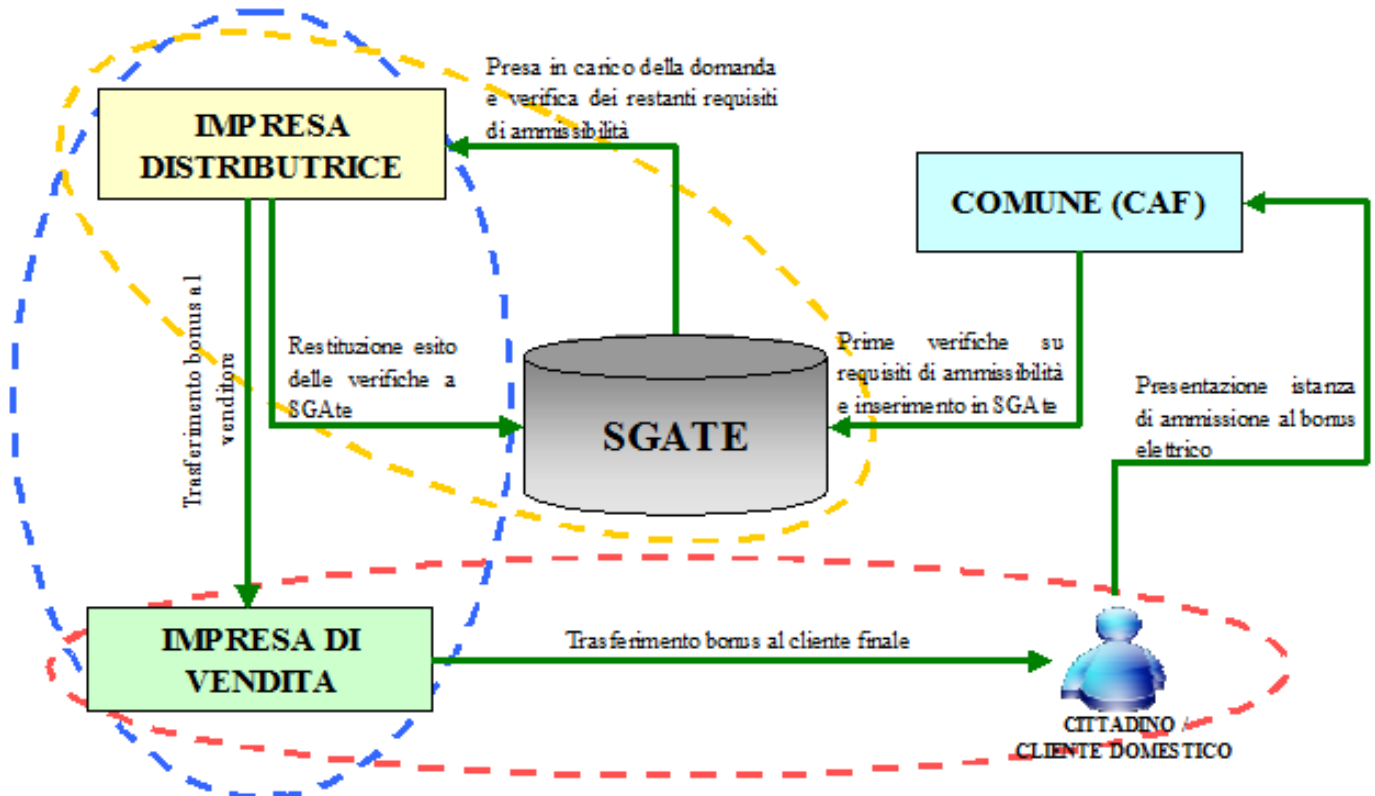 Presa in carico della domanda
e verifica dei restanti requisiti
di ammissibilità
IMPRESA
DISTRIBUTRICE
COMUNE (CAF)
Trasferimento bonus al
venditore
Restituzione esito
delle verifiche a
SGAte
SGATE
Prime verifiche su
requisiti di ammissibilità
e inserimento in SGAte
Presentazione istanza
di ammissione al bonus
elettrico
IMPRESA DI
VENDITA
Trasferimento bonus al cliente finale
CITTADINO /
CLIENTE DOMESTICO